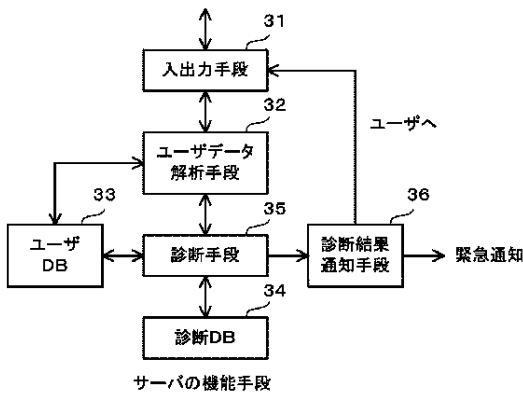 31
入出力手段
32
ユーザへ
ユーザデータ
解析手段
33
35
36
ユーザ
DB
診断手段
診断結果
通知手段
緊急通知
34
診断DB
サーバの機能手段